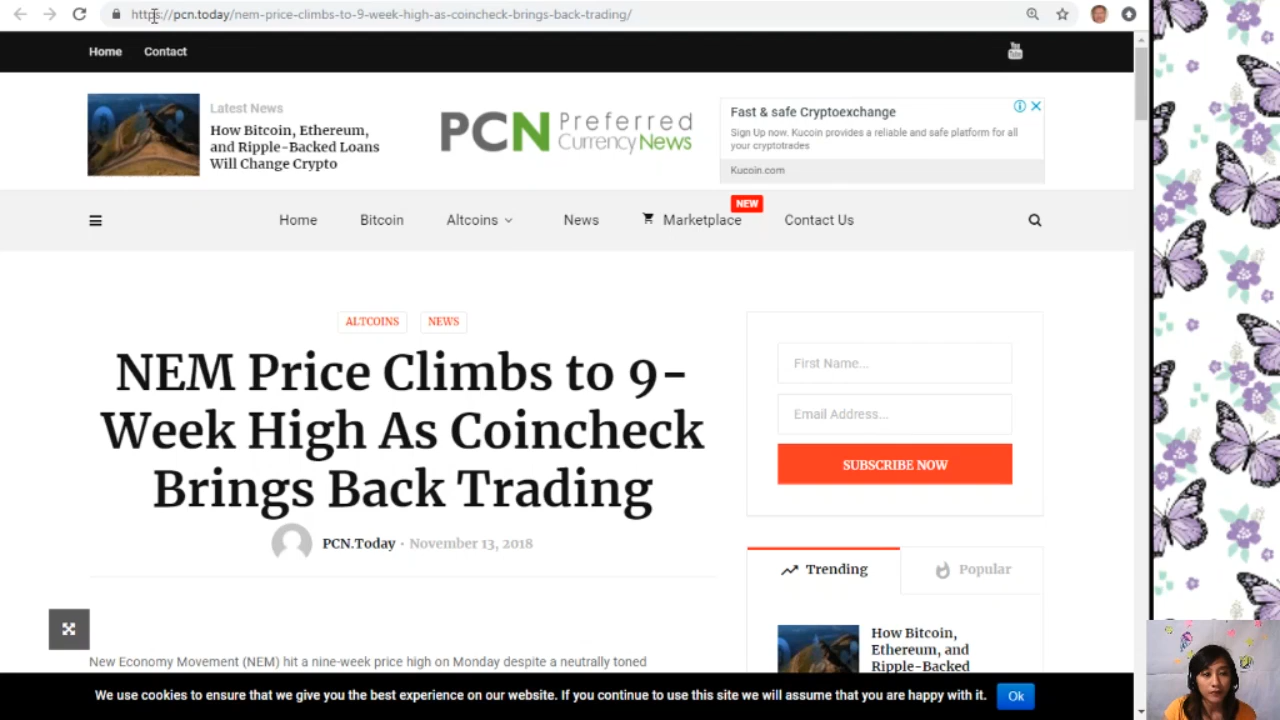 https://pcn.today/nem-price-climbs-to-9-week-high-as-coincheck-brings-back-trading/
Home Contact
You Tube
Latest News
How Bitcoin, Ethereum,
and Ripple-Backed Loans
Will Change Crypto
PCN Preferred
Currency News
Fast & safe Cryptoexchange
Sign Up now. Kucoin provides a reliable and safe platform for all
your cryptotrades
Kucoin.com
Home Bitcoin Altcoins News Marketplace NEW Contact Us
ALTCOINS NEWS
NEM Price Climbs to 9-
Week High As Coincheck
Brings Back Trading
PCN.Today · November 13, 2018
First Name...
Email Address...
SUBSCRIBE NOW
Trending Popular
How Bitcoin,
Ethereum, and
Ripple-Backed
New Economy Movement (NEM) hit a nine-week price high on Monday despite a neutrally toned
We use cookies to ensure that we give you the best experience on our website. If you continue to use this site we will assume that you are happy with it. Ok